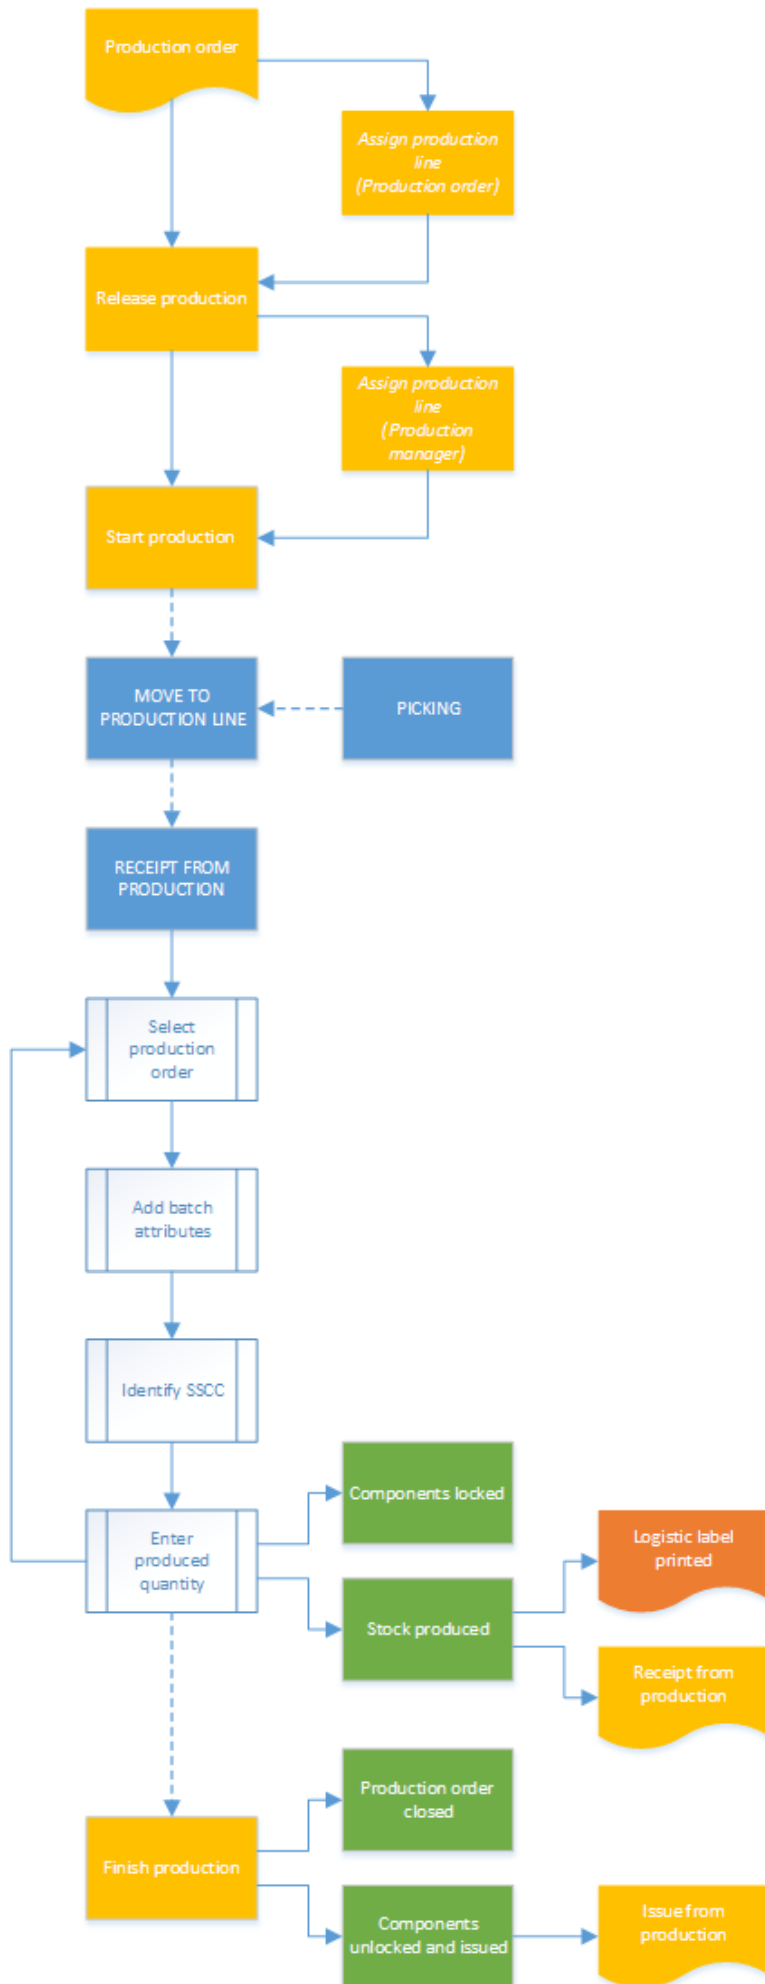 Production order
Assign production
line
(Production order)
Release production
Assign production
line
(Production
manager)
Start production
MOVE TO
PRODUCTION LINE
PICKING
RECEIPT FROM
PRODUCTION
Select
production
order
Add batch
attributes
Identify SSCC
Enter
produced
quantity
Components locked
Logistic label
printed
Stock produced
Receipt from
production
Production order
closed
Finish production
Components
unlocked and issued
Issue from
production